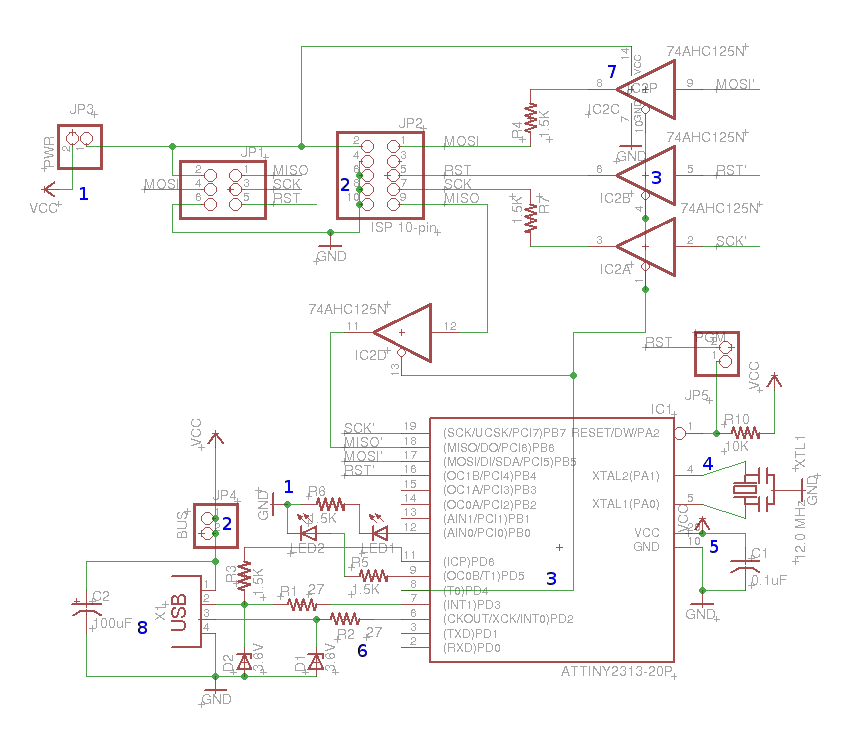 74AHC125N
14
VCC
7
8
IC2P
9
MOSI'
IC2C
7
GND
10
R4
1.5K
JP3
PWR
2
1
VCC
1
JP1
2
1
MISO
MOSI
4
3
SCK
6
5
RST
JP2
2
1
MOSI
4
3
6
5
RST
8
7
SCK
10
9
MISO
2
ISP 10-pin
GND
GND
74AHC125N
6
3
5
RST'
IC2B
4
1.5K
R7
74AHC125N
3
2
SCK'
IC2A
1
74AHC125N
11
12
IC2D
13
RST
PGM
2
1
JP5
VCC
IC1
R10
10K
SCK'
19
(SCK/UCSK/PCI7)PB7
RESET/DW/PA2
1
MISO'
18
(MISO/DO/PCI6)PB6
MOSI'
17
(MOSI/DI/SDA/PCI5)PB5
RST'
16
(OC1B/PCI4)PB4
XTAL2(PA1)
4
4
15
(OC1A/PCI3)PB3
14
(OC0A/PCI2)PB2
XTAL1(PA0)
5
13
(AIN1/PCI1)PB1
12
(AIN0/PCI0)PB0
VCC
20
VCC
GND
10
5
XTL1
12.0 MHz
GND
C1
0.1uF
GND
11
(ICP)PD6
9
(OC0B/T1)PD5
3
8
(T0)PD4
7
(INT1)PD3
6
(CKOUT/XCK/INT0)PD2
3
(TXD)PD1
2
(RXD)PD0
ATTINY2313-20P
VCC
JP4
BUS
1
2
2
GND
1
R6
1.5K
LED2
LED1
R5
1.5K
R3
1.5K
R1
27
R2
27
6
C2
100uF
8
X1
USB
1
2
3
4
D2
3.6V
D1
3.6V
GND